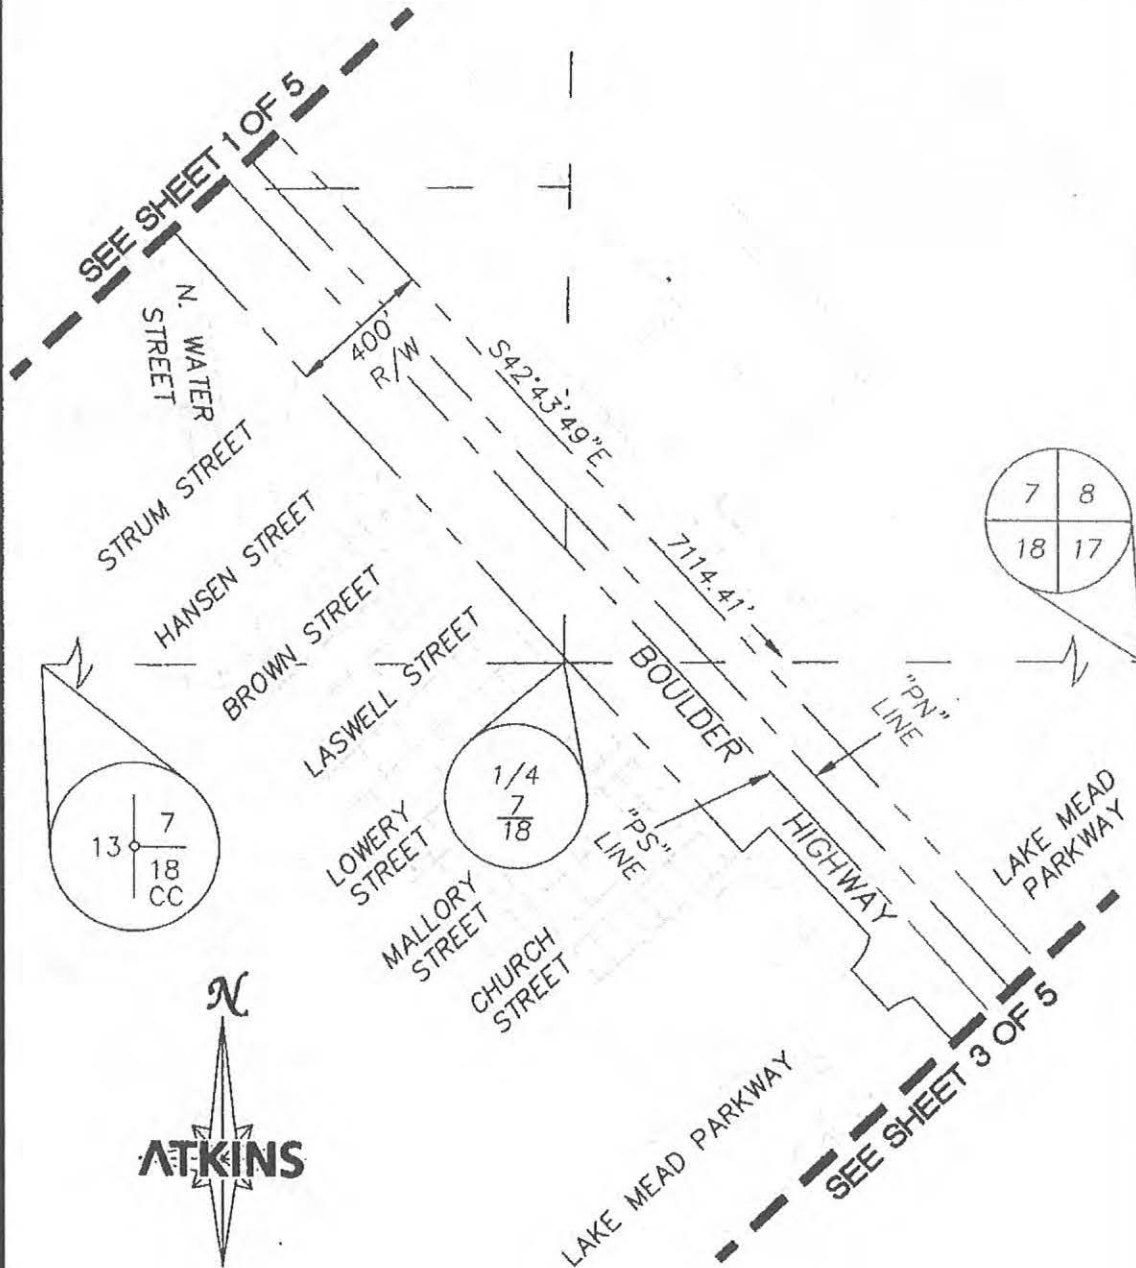 SEE SHEET 1 OF 5
N. WATER
STREET
400'
R/W
S42°43'49"E
7114.41'
STRUM STREET
HANSEN STREET
BROWN STREET
LASWELL STREET
LOWERY
STREET
MALLORY
STREET
CHURCH
STREET
7 8
18 17
13 7
18
CC
1/4
7
18
BOULDER
HIGHWAY
"PN"
LINE
"PS"
LINE
LAKE MEAD
PARKWAY
LAKE MEAD PARKWAY
SEE SHEET 3 OF 5
N
ATKINS